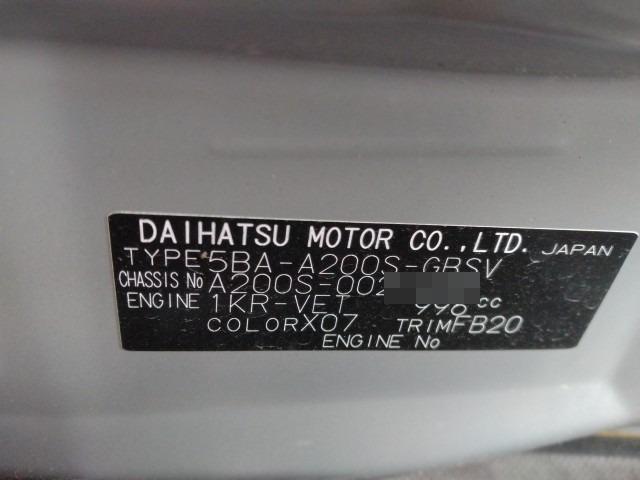 DAIHATSU MOTOR CO.,LTD. JAPAN
TYPE 5BA-A200S-GBSV
CHASSIS No A200S-002
ENGINE 1KR-VET 996 cc
COLOR X07 TRIM FB20
ENGINE No